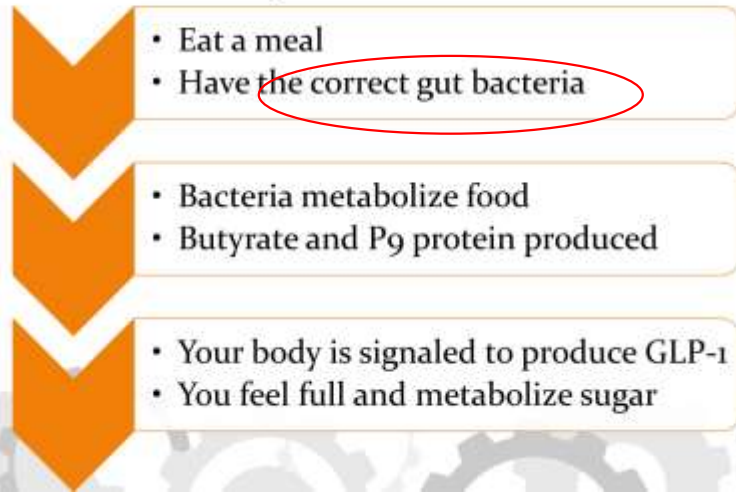 • Eat a meal
• Have the correct gut bacteria
• Bacteria metabolize food
• Butyrate and P9 protein produced
• Your body is signaled to produce GLP-1
• You feel full and metabolize sugar